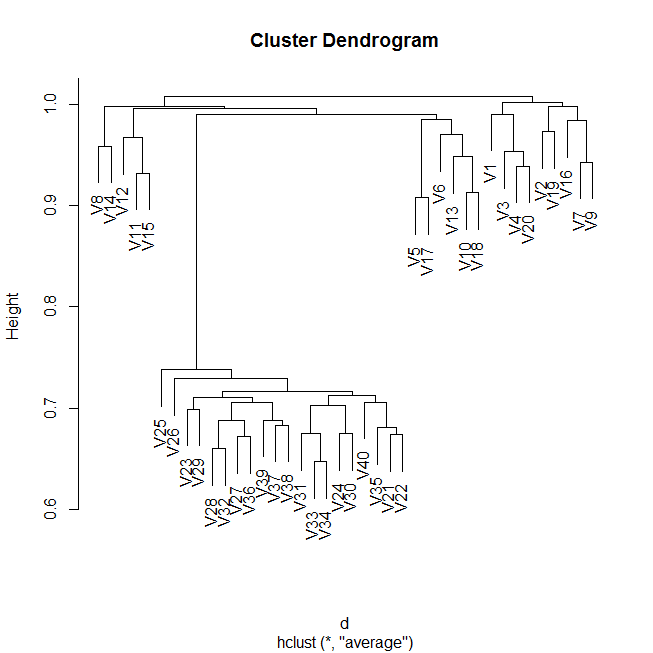 Cluster Dendrogram
Height
1.0
0.9
0.8
0.7
0.6
V8
V14
V12
V11
V15
V25
V26
V23
V29
V28
V32
V27
V36
V39
V37
V38
V31
V33
V34
V24
V30
V40
V35
V21
V22
V5
V17
V6
V13
V10
V18
V1
V3
V4
V20
V2
V19
V16
V7
V9
d
hclust (*, "average")